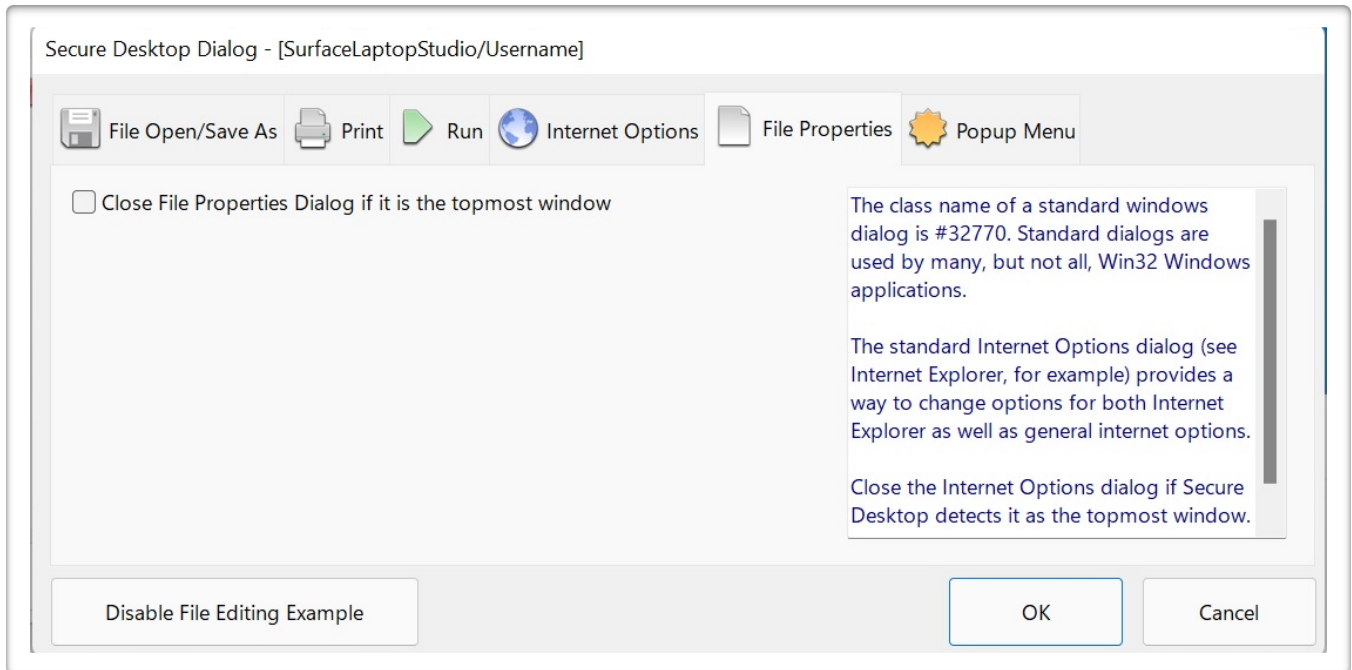 Secure Desktop Dialog - [SurfaceLaptopStudio/Username]
File Open/Save As Print Run Internet Options File Properties Popup Menu
Close File Properties Dialog if it is the topmost window
The class name of a standard windows
dialog is #32770. Standard dialogs are
used by many, but not all, Win32 Windows
applications.
The standard Internet Options dialog (see
Internet Explorer, for example) provides a
way to change options for both Internet
Explorer as well as general internet options.
Close the Internet Options dialog if Secure
Desktop detects it as the topmost window.
Disable File Editing Example OK Cancel